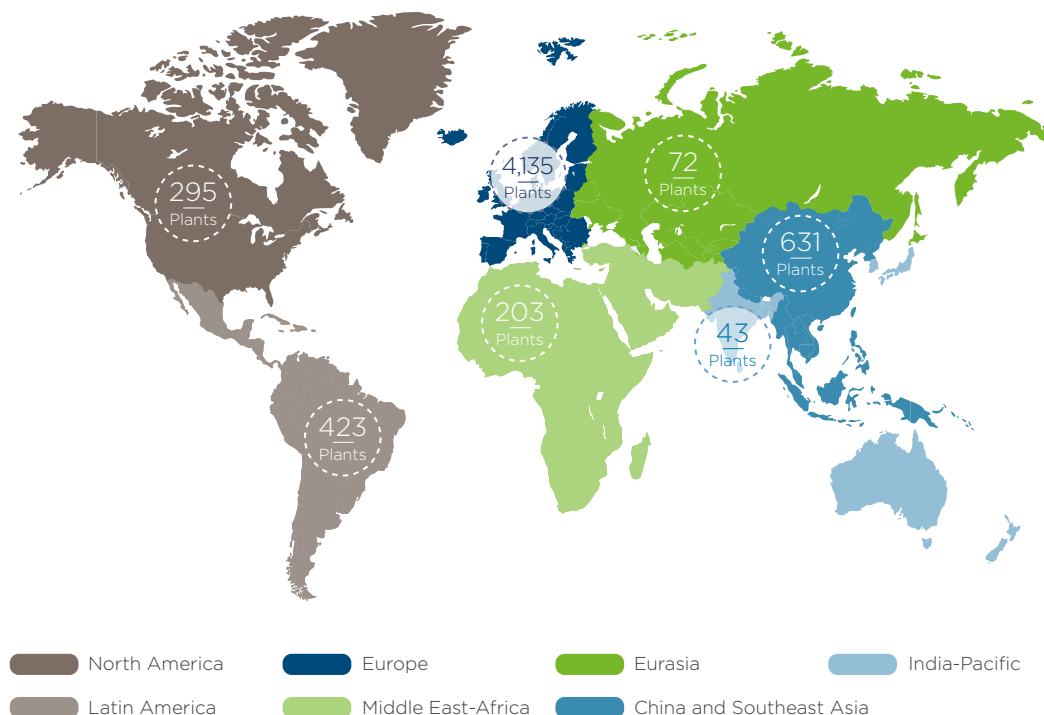 4,135
Plants
72
Plants
295
Plants
631
Plants
203
Plants
43
Plants
423
Plants
North America
Europe
Eurasia
India-Pacific
Latin America
Middle East-Africa
China and Southeast Asia